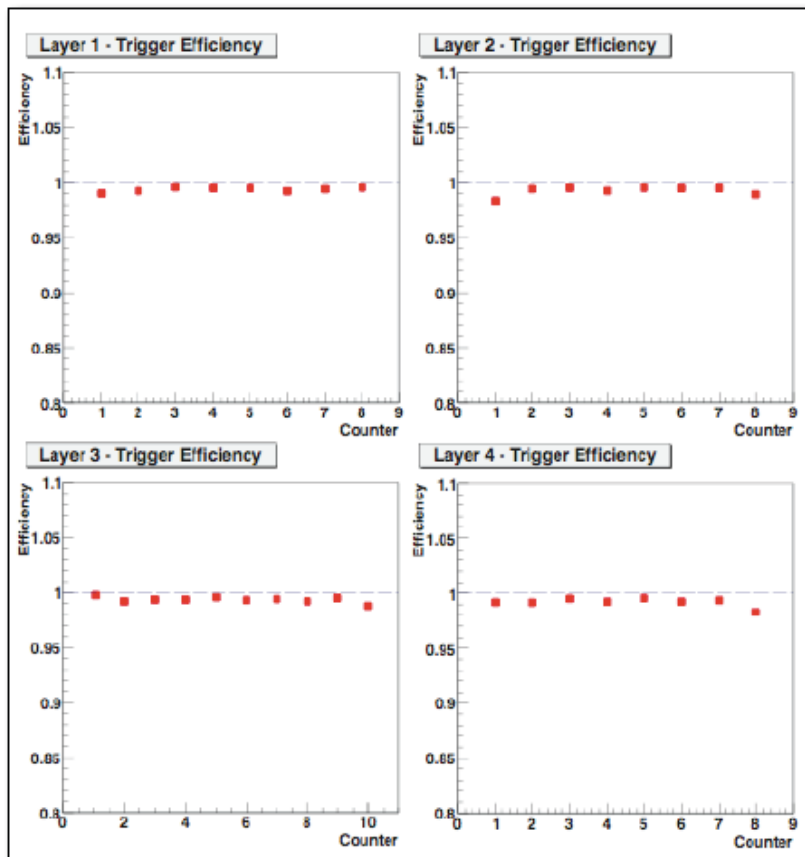 Layer 1 - Trigger Efficiency
Efficiency
1.1
1.05
1
0.95
0.9
0.85
0.8
0 1 2 3 4 5 6 7 8 9
Counter
Layer 2 - Trigger Efficiency
Efficiency
1.1
1.05
1
0.95
0.9
0.85
0.8
0 1 2 3 4 5 6 7 8 9
Counter
Layer 3 - Trigger Efficiency
Efficiency
1.1
1.05
1
0.95
0.9
0.85
0.8
0 2 4 6 8 10
Counter
Layer 4 - Trigger Efficiency
Efficiency
1.1
1.05
1
0.95
0.9
0.85
0.8
0 1 2 3 4 5 6 7 8 9
Counter